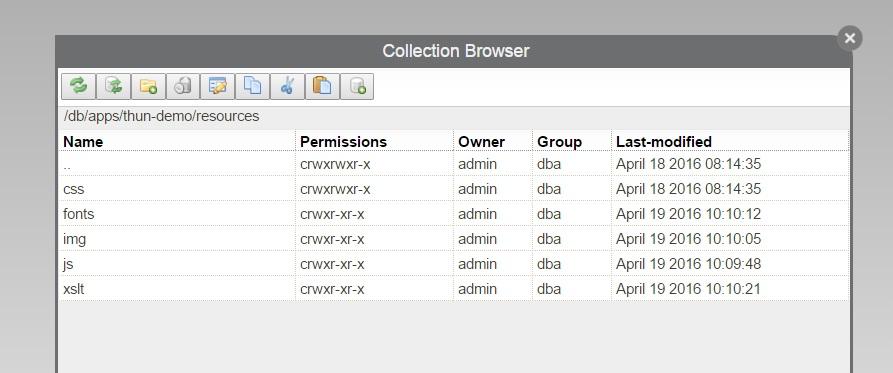 Collection Browser
/db/apps/thun-demo/resources
Name Permissions Owner Group Last-modified
.. crwxrwxr-x admin dba April 18 2016 08:14:35
css crwxrwxr-x admin dba April 18 2016 08:14:35
fonts crwxr-xr-x admin dba April 19 2016 10:10:12
img crwxr-xr-x admin dba April 19 2016 10:10:05
js crwxr-xr-x admin dba April 19 2016 10:09:48
xslt crwxr-xr-x admin dba April 19 2016 10:10:21